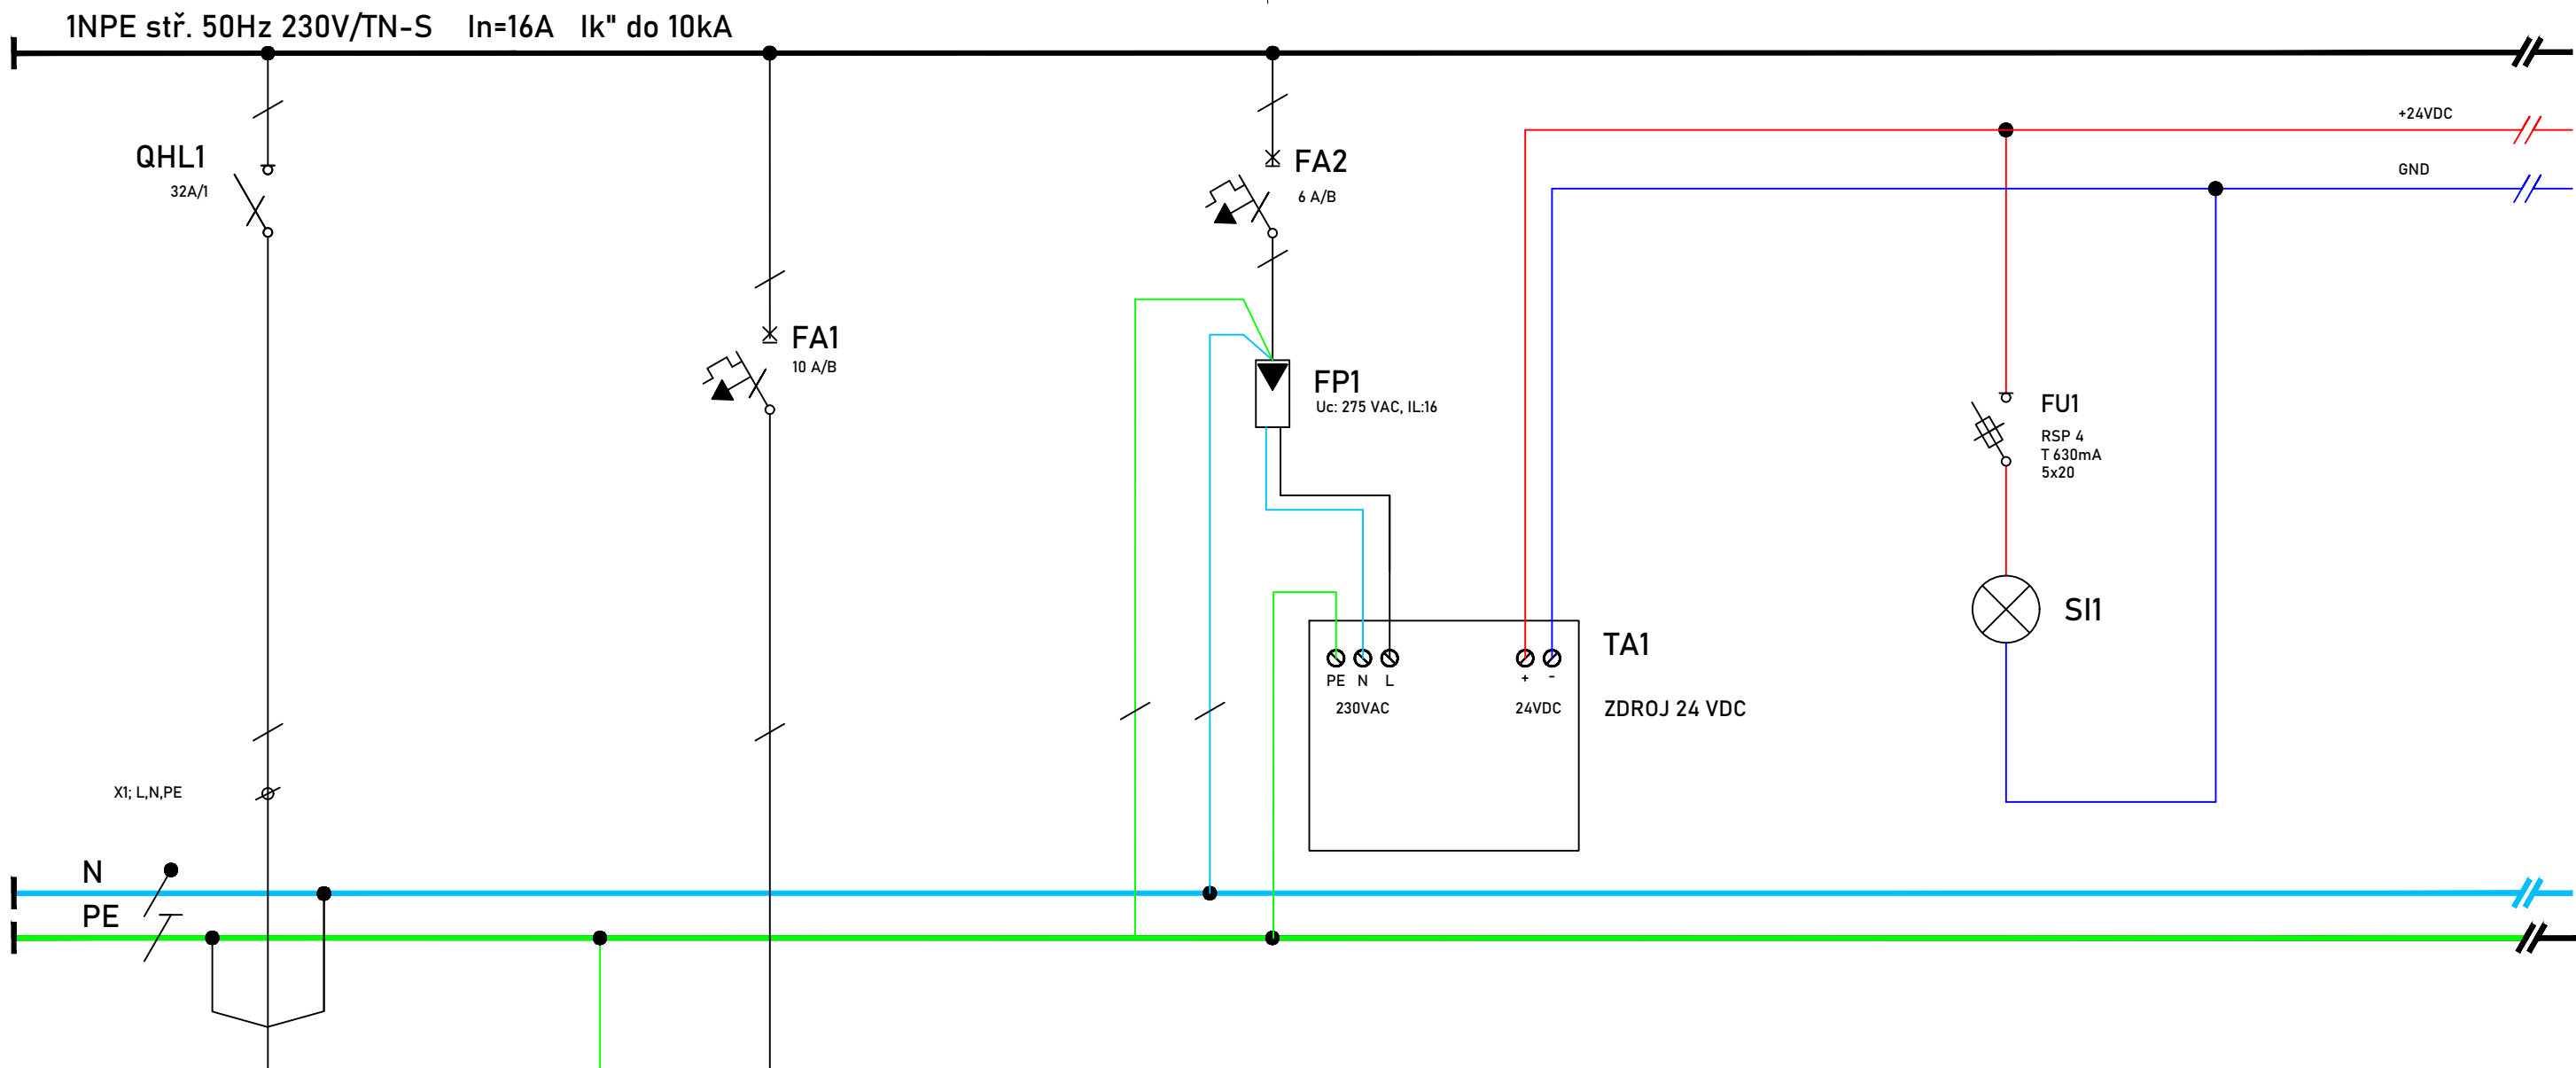 1NPE stř. 50Hz 230V/TN-S In=16A Ik" do 10kA
+24VDC
GND
QHL1
32A/1
FA2
6 A/B
FA1
10 A/B
FP1
Uc: 275 VAC, IL:16
FU1
RSP 4
T 630mA
5x20
SI1
TA1
PE N L + -
230VAC 24VDC
ZDROJ 24 VDC
X1; L,N,PE
N
PE